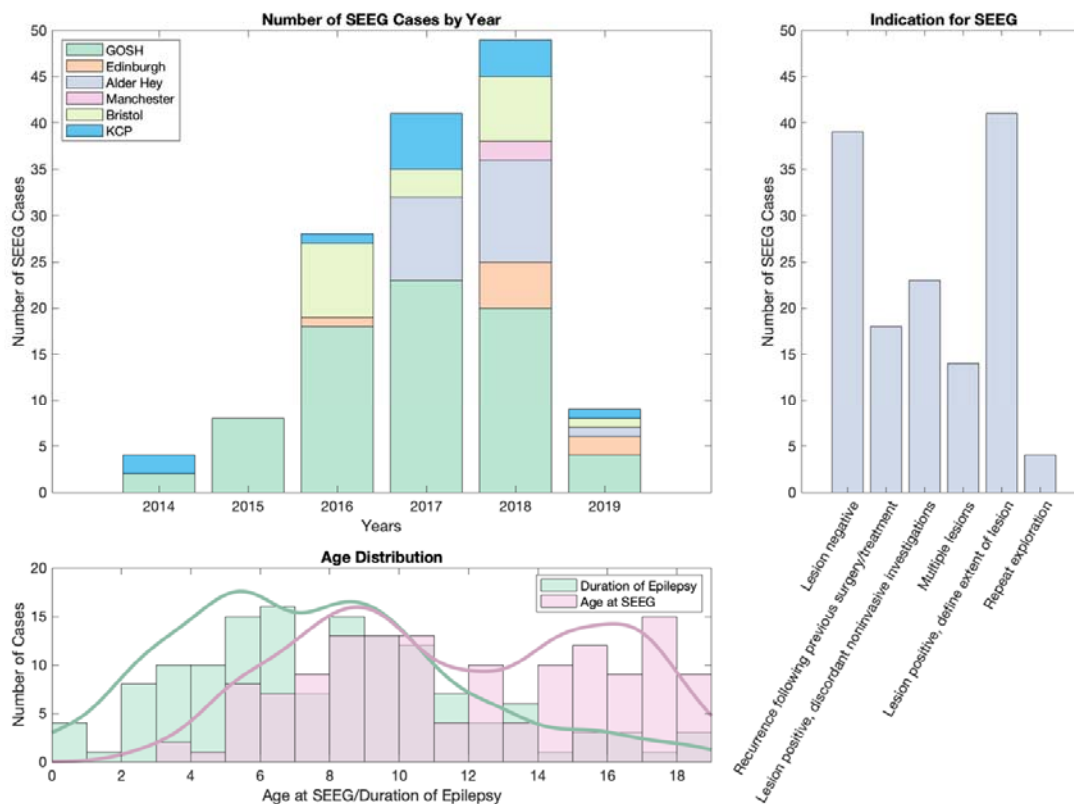 Number of SEEG Cases by Year
50
45
40
35
30
25
20
15
10
5
0
Number of SEEG Cases
GOSH
Edinburgh
Alder Hey
Manchester
Bristol
KCP
2014 2015 2016 2017 2018 2019
Years
Indication for SEEG
50
45
40
35
30
25
20
15
10
5
0
Number of SEEG Cases
Lesion negative
Recurrence following previous surgery/treatment
Lesion positive, discordant noninvasive investigations
Multiple lesions
Lesion positive, define extent of lesion
Repeat exploration
Age Distribution
20
15
10
5
0
Number of Cases
Duration of Epilepsy
Age at SEEG
0 2 4 6 8 10 12 14 16 18
Age at SEEG/Duration of Epilepsy